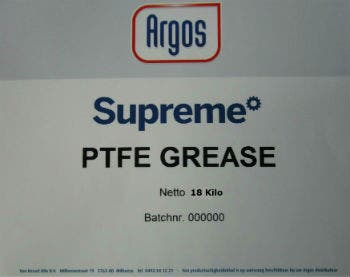 Argos
Supreme
PTFE GREASE
Netto 18 Kilo
Batchnr. 000000